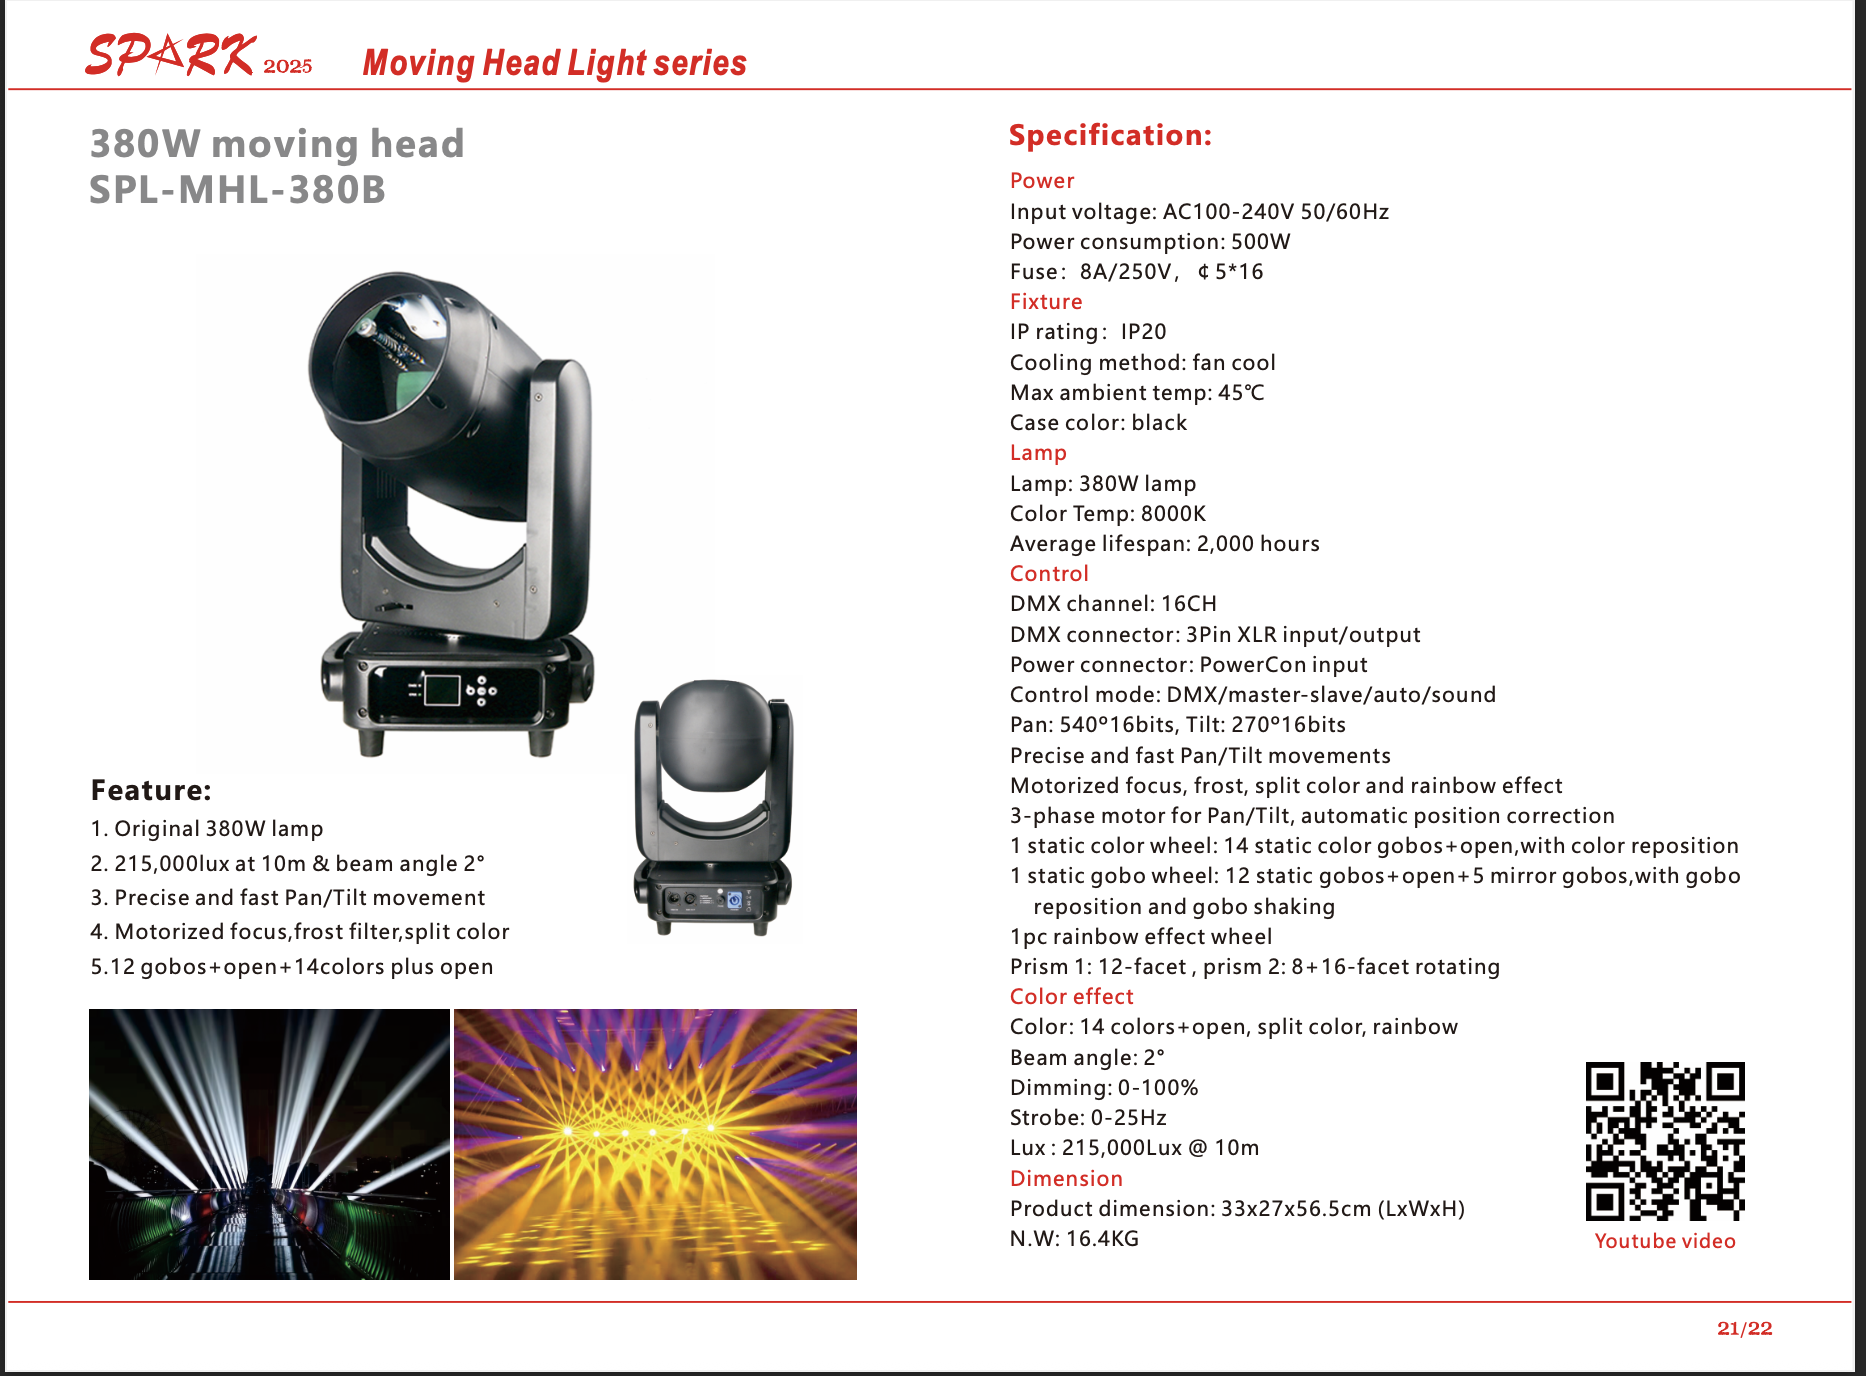 SPARK 2025 Moving Head Light series
380W moving head
SPL-MHL-380B
Feature:
1. Original 380W lamp
2. 215,000lux at 10m & beam angle 2°
3. Precise and fast Pan/Tilt movement
4. Motorized focus,frost filter,split color
5.12 gobos+open+14colors plus open
Specification:
Power
Input voltage: AC100-240V 50/60Hz
Power consumption: 500W
Fuse：8A/250V，￠5*16
Fixture
IP rating：IP20
Cooling method: fan cool
Max ambient temp: 45℃
Case color: black
Lamp
Lamp: 380W lamp
Color Temp: 8000K
Average lifespan: 2,000 hours
Control
DMX channel: 16CH
DMX connector: 3Pin XLR input/output
Power connector: PowerCon input
Control mode: DMX/master-slave/auto/sound
Pan: 540º16bits, Tilt: 270º16bits
Precise and fast Pan/Tilt movements
Motorized focus, frost, split color and rainbow effect
3-phase motor for Pan/Tilt, automatic position correction
1 static color wheel: 14 static color gobos+open,with color reposition
1 static gobo wheel: 12 static gobos+open+5 mirror gobos,with gobo
reposition and gobo shaking
1pc rainbow effect wheel
Prism 1: 12-facet , prism 2: 8+16-facet rotating
Color effect
Color: 14 colors+open, split color, rainbow
Beam angle: 2°
Dimming: 0-100%
Strobe: 0-25Hz
Lux : 215,000Lux @ 10m
Dimension
Product dimension: 33x27x56.5cm (LxWxH)
N.W: 16.4KG
Youtube video
21/22